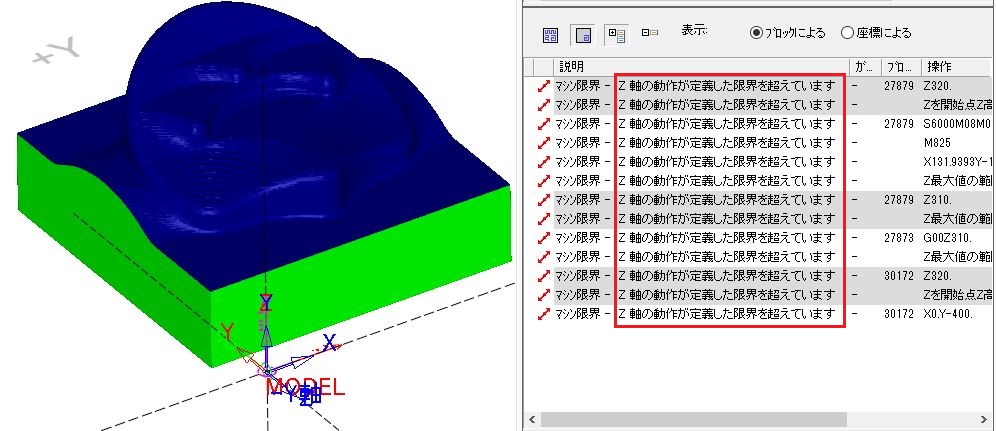 +Y
Y
Y
X
MODEL
-Y軸
表示:
ﾌﾞﾛｯｸによる
座標による
説明 ｶﾞ... ﾌﾞﾛ... 操作
ﾏｼﾝ限界 - Z 軸の動作が定義した限界を超えています - 27879 Z320.
ﾏｼﾝ限界 - Z 軸の動作が定義した限界を超えています - Zを開始点Z高
ﾏｼﾝ限界 - Z 軸の動作が定義した限界を超えています - 27879 S6000M08M0
ﾏｼﾝ限界 - Z 軸の動作が定義した限界を超えています - M825
ﾏｼﾝ限界 - Z 軸の動作が定義した限界を超えています - X131.9393Y-1
ﾏｼﾝ限界 - Z 軸の動作が定義した限界を超えています - Z最大値の範
ﾏｼﾝ限界 - Z 軸の動作が定義した限界を超えています - 27879 Z310.
ﾏｼﾝ限界 - Z 軸の動作が定義した限界を超えています - Z最大値の範
ﾏｼﾝ限界 - Z 軸の動作が定義した限界を超えています - 27873 G00Z310.
ﾏｼﾝ限界 - Z 軸の動作が定義した限界を超えています - Z最大値の範
ﾏｼﾝ限界 - Z 軸の動作が定義した限界を超えています - 30172 Z320.
ﾏｼﾝ限界 - Z 軸の動作が定義した限界を超えています - Zを開始点Z高
ﾏｼﾝ限界 - Z 軸の動作が定義した限界を超えています - 30172 X0.Y-400.